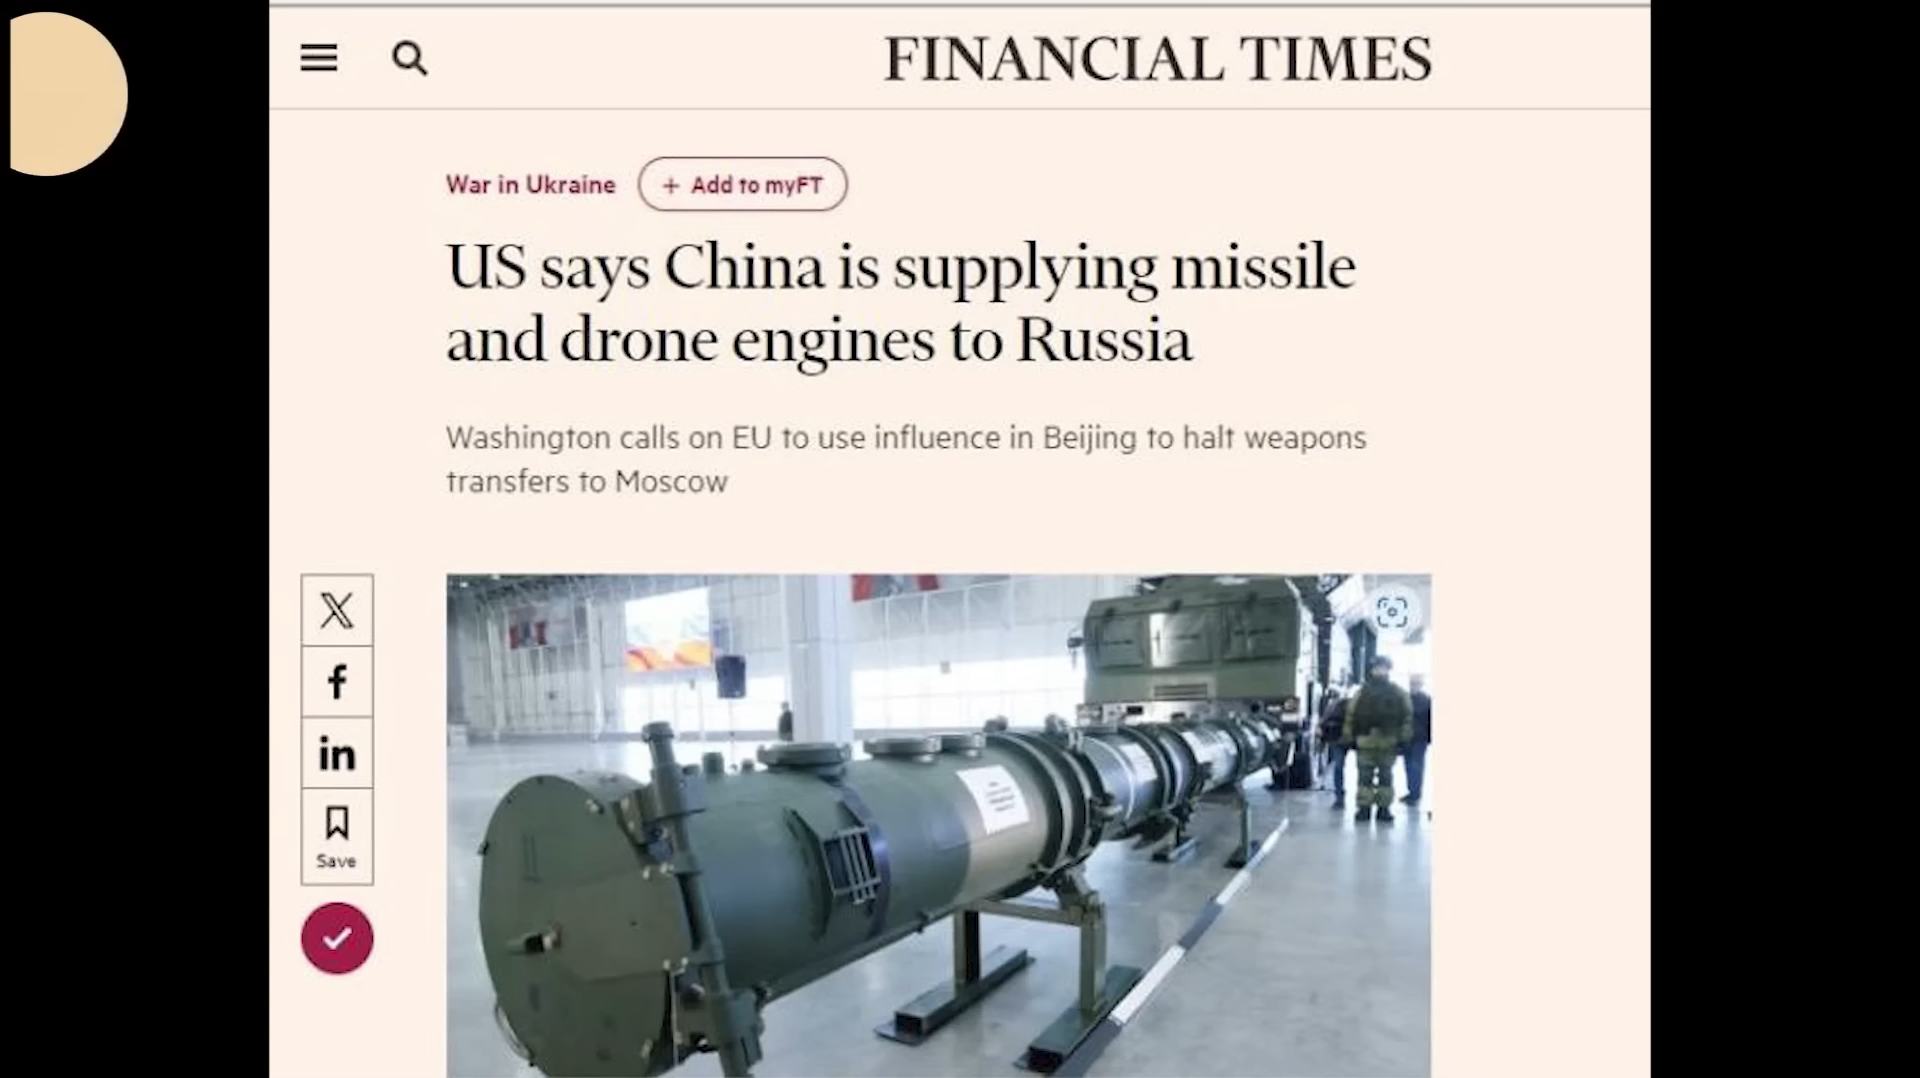 FINANCIAL TIMES
War in Ukraine
+ Add to myFT
US says China is supplying missile
and drone engines to Russia
Washington calls on EU to use influence in Beijing to halt weapons
transfers to Moscow
Save